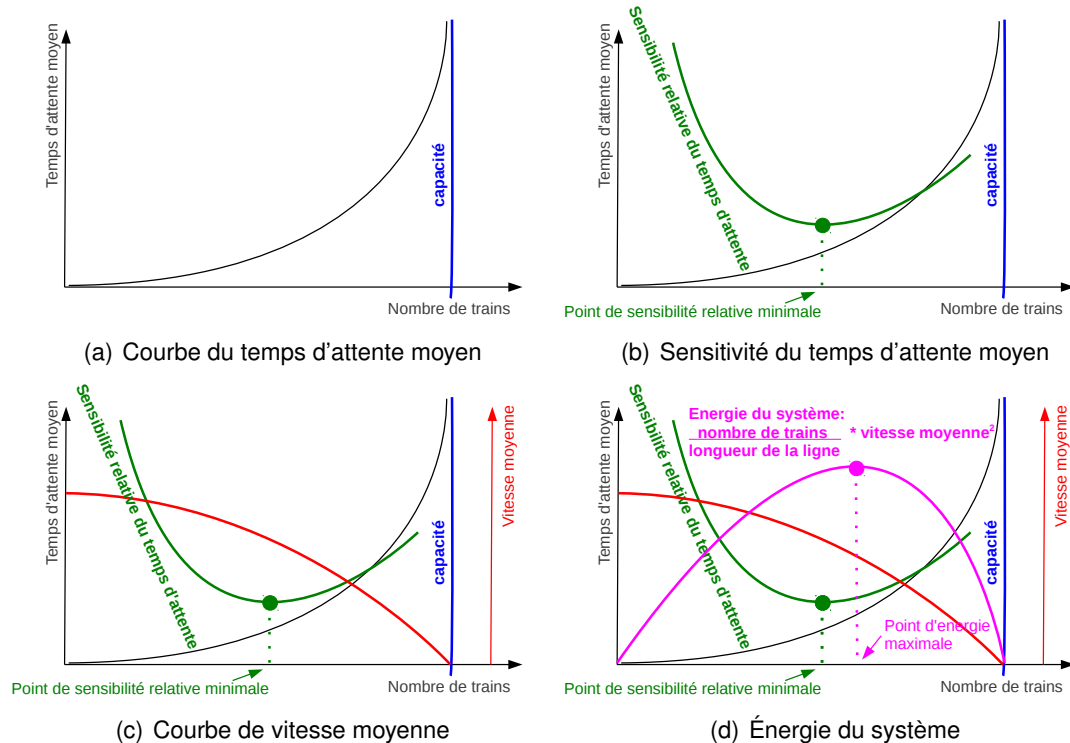 Temps d'attente moyen
capacité
Nombre de trains
(a) Courbe du temps d'attente moyen
Temps d'attente moyen
Sensibilité relative du temps d'attente
capacité
Nombre de trains
Point de sensibilité relative minimale
(b) Sensitivité du temps d'attente moyen
Temps d'attente moyen
Sensibilité relative du temps d'attente
capacité
Vitesse moyenne
Nombre de trains
Point de sensibilité relative minimale
(c) Courbe de vitesse moyenne
Temps d'attente moyen
Sensibilité relative du temps d'attente
Energie du système:
nombre de trains * vitesse moyenne²
longueur de la ligne
capacité
Vitesse moyenne
Point d'energie
maximale
Nombre de trains
Point de sensibilité relative minimale
(d) Énergie du système